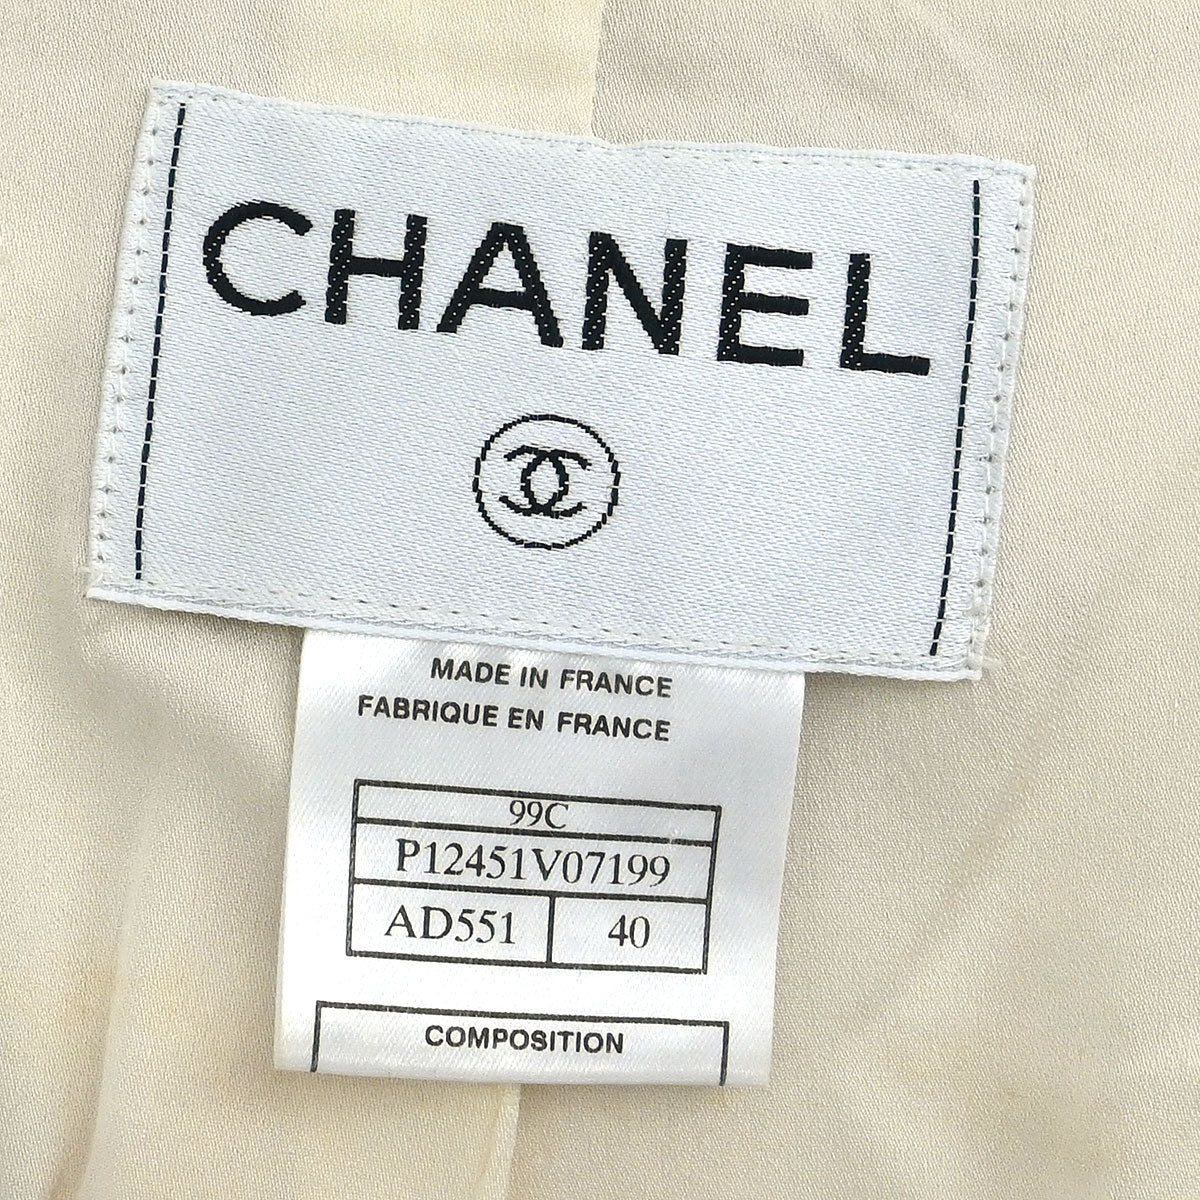 CHANEL
MADE IN FRANCE
FABRIQUE EN FRANCE
99C
P12451V07199
AD551 40
COMPOSITION